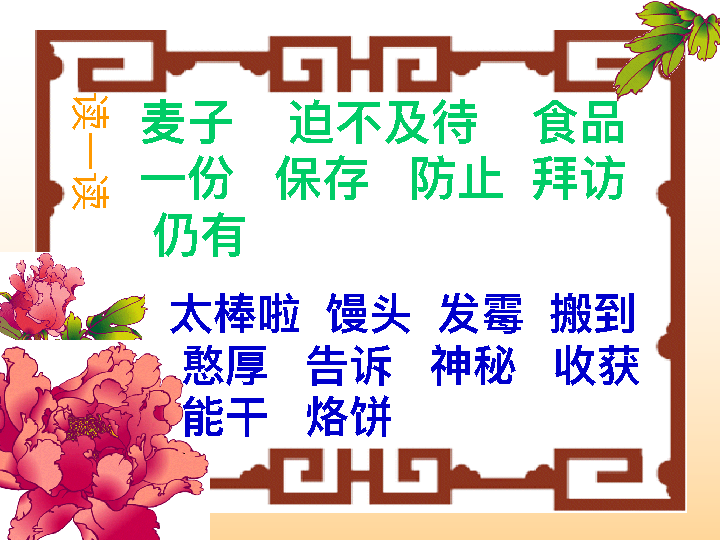 读一读
麦子 迫不及待 食品
一份 保存 防止 拜访
仍有
太棒啦 馒头 发霉 搬到
憨厚 告诉 神秘 收获
能干 烙饼